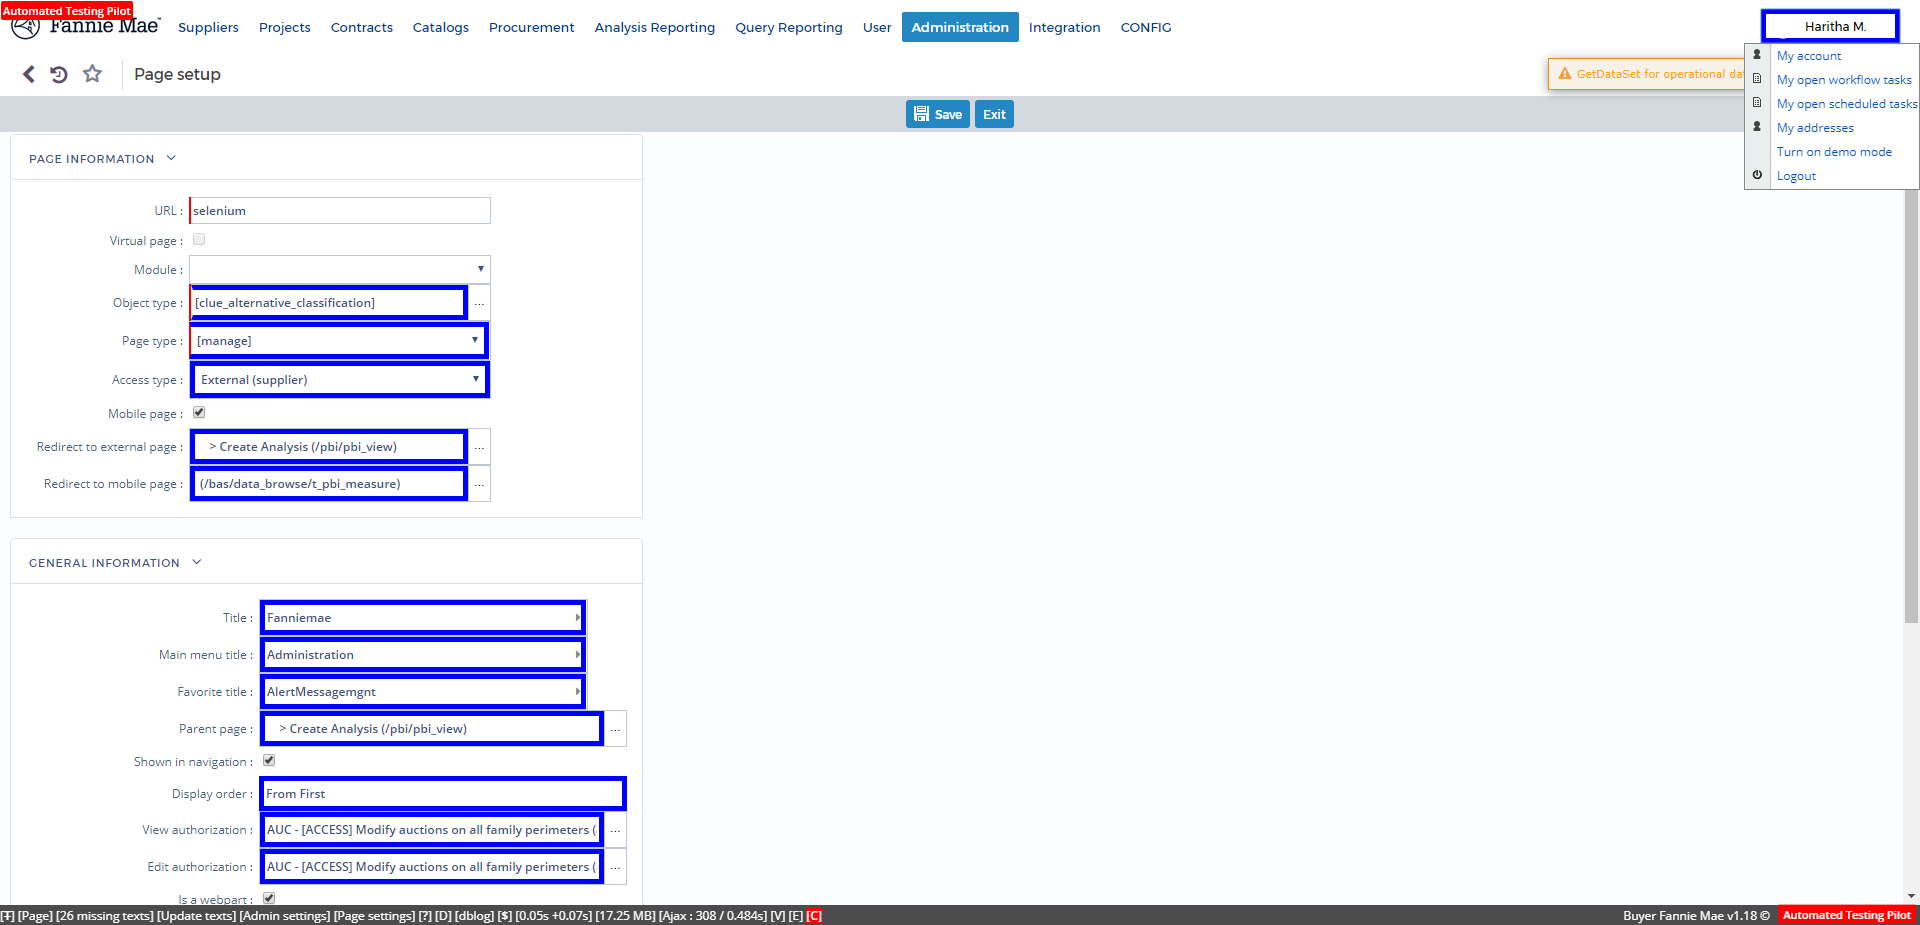 Automated Testing Pilot
Fannie Mae
Suppliers Projects Contracts Catalogs Procurement Analysis Reporting Query Reporting User Administration Integration CONFIG
Haritha M.
My account
My open workflow tasks
My open scheduled tasks
My addresses
Turn on demo mode
Logout
Page setup
GetDataSet for operational
Save Exit
PAGE INFORMATION
URL : selenium
Virtual page :
Module :
Object type : [clue_alternative_classification] ...
Page type : [manage]
Access type : External (supplier)
Mobile page :
Redirect to external page : > Create Analysis (/pbi/pbi_view) ...
Redirect to mobile page : (/bas/data_browse/t_pbi_measure) ...
GENERAL INFORMATION
Title : Fanniemae
Main menu title : Administration
Favorite title : AlertMessagemgnt
Parent page : > Create Analysis (/pbi/pbi_view) ...
Shown in navigation :
Display order : From First
View authorization : AUC - [ACCESS] Modify auctions on all family perimeters ( ...
Edit authorization : AUC - [ACCESS] Modify auctions on all family perimeters ( ...
Is a webpart :
[T] [Page] [26 missing texts] [Update texts] [Admin settings] [Page settings] [?] [D] [dblog] [$] [0.05s +0.07s] [17.25 MB] [Ajax : 308 / 0.484s] [V] [E] [C]
Buyer Fannie Mae v1.18 © Automated Testing Pilot